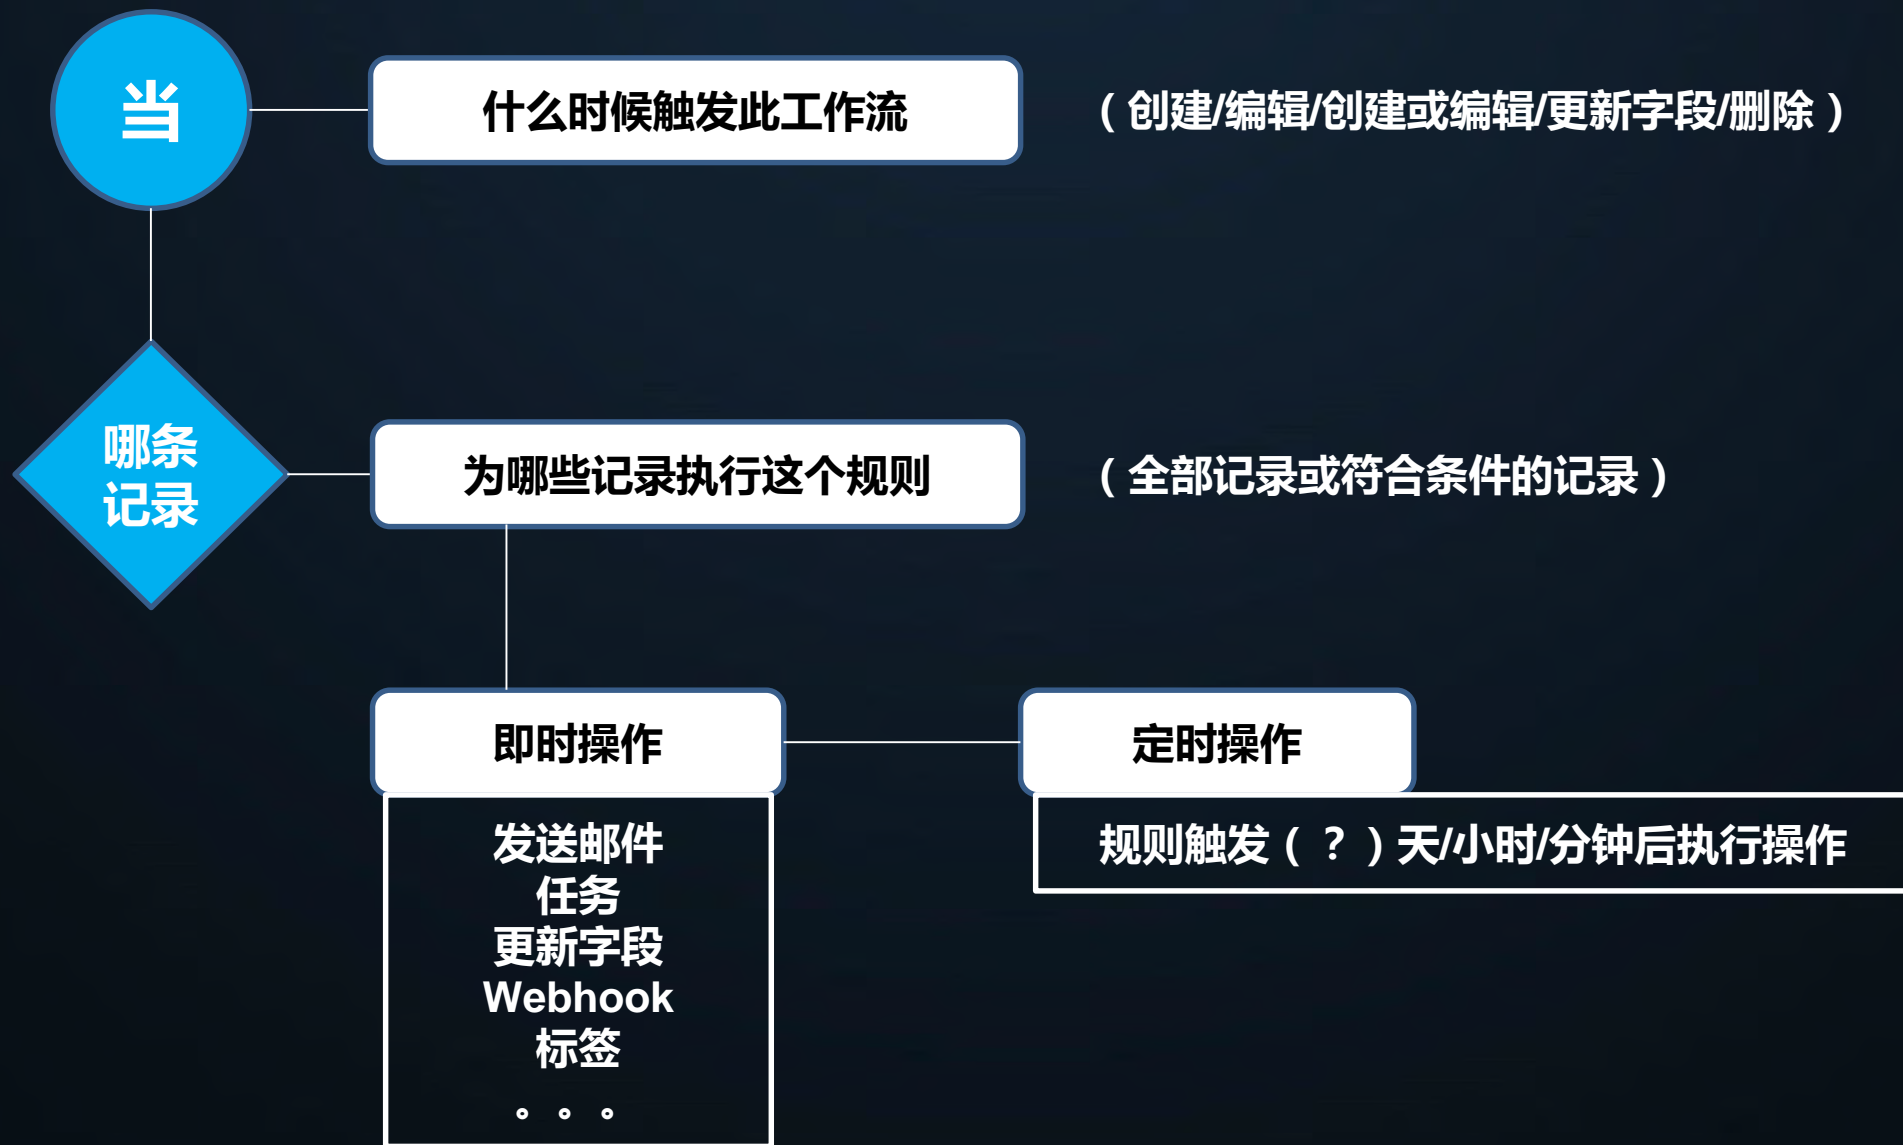 当
什么时候触发此工作流
（创建/编辑/创建或编辑/更新字段/删除）
哪条
记录
为哪些记录执行这个规则
（全部记录或符合条件的记录）
即时操作
定时操作
发送邮件
任务
更新字段
Webhook
标签
。。。
规则触发（？）天/小时/分钟后执行操作